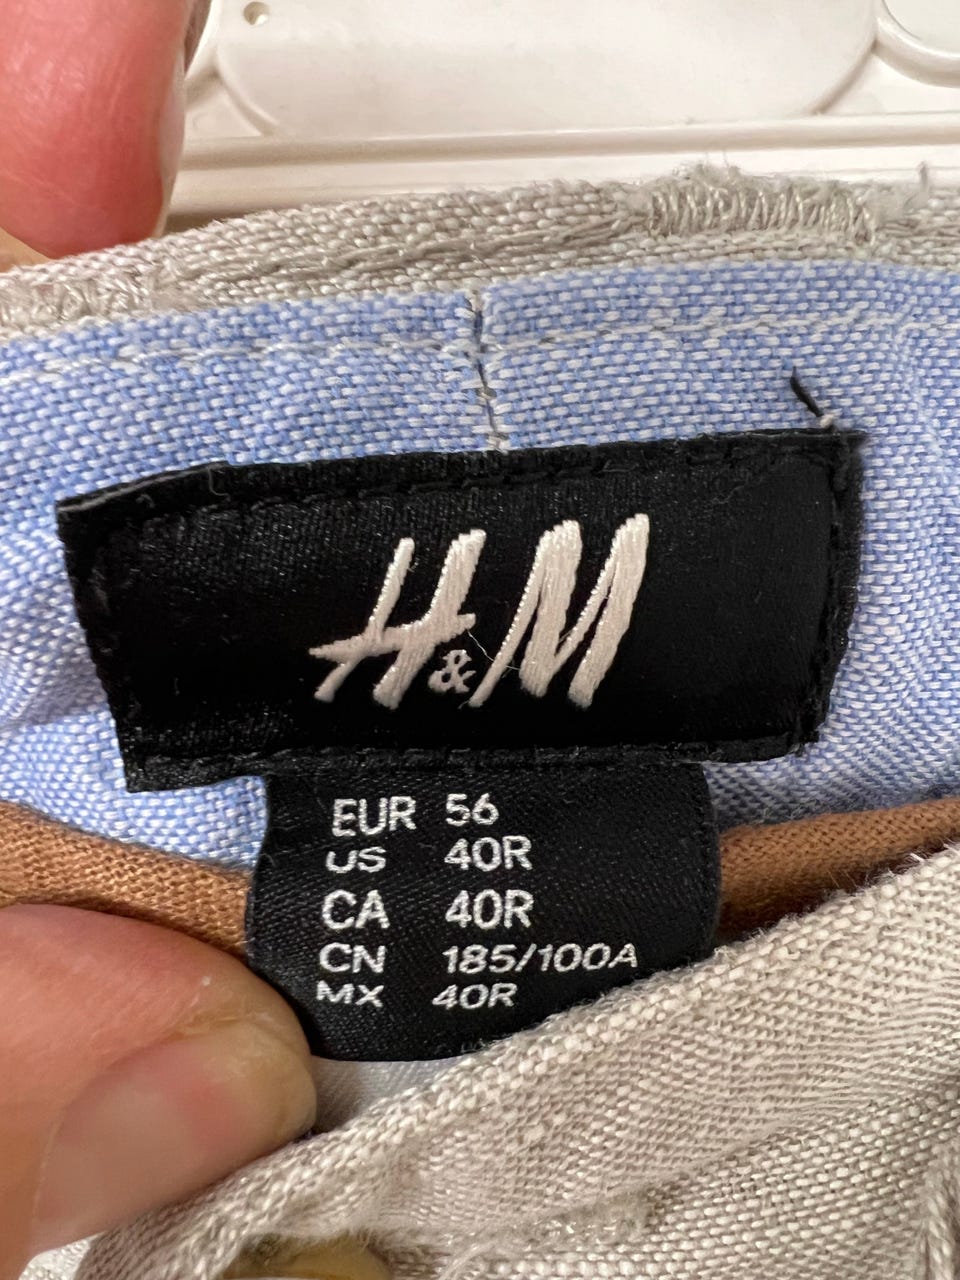 H&M
EUR 56
US 40R
CA 40R
CN 185/100A
MX 40R